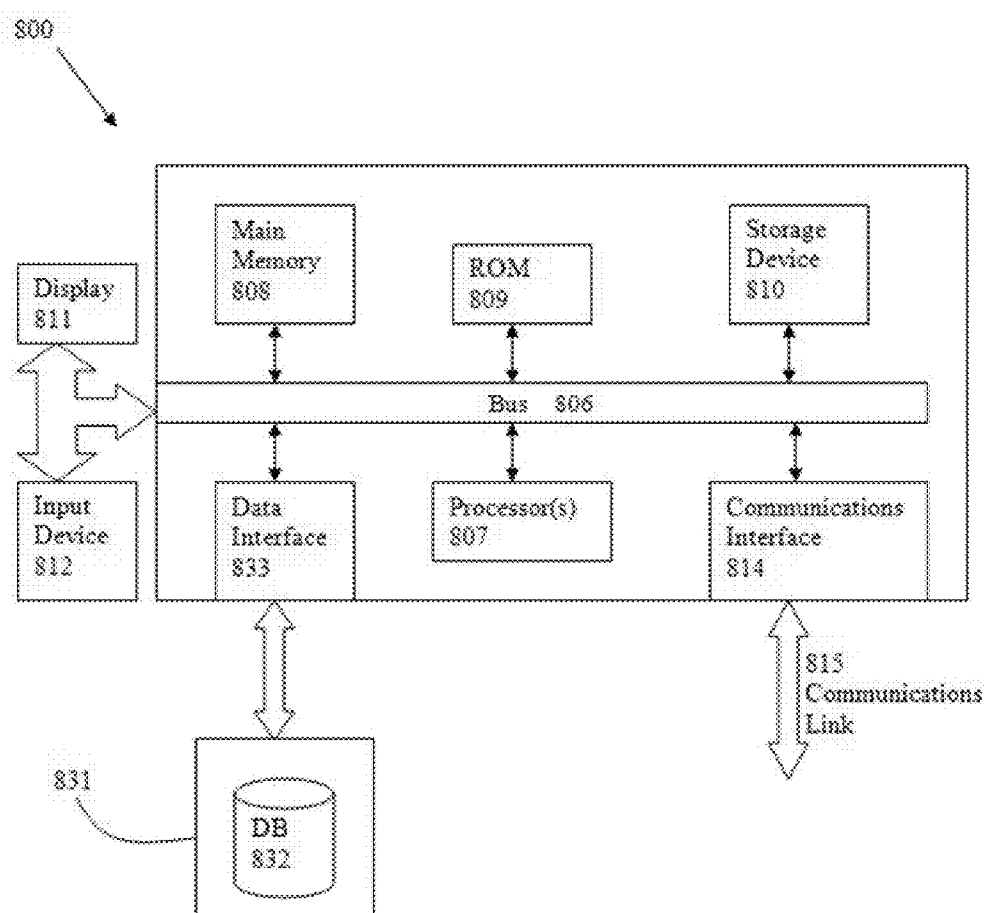 800
Main
Memory
808
ROM
809
Storage
Device
810
Display
811
Bus 806
Input
Device
812
Data
Interface
833
Processor(s)
807
Communications
Interface
814
815
Communications
Link
831
DB
832